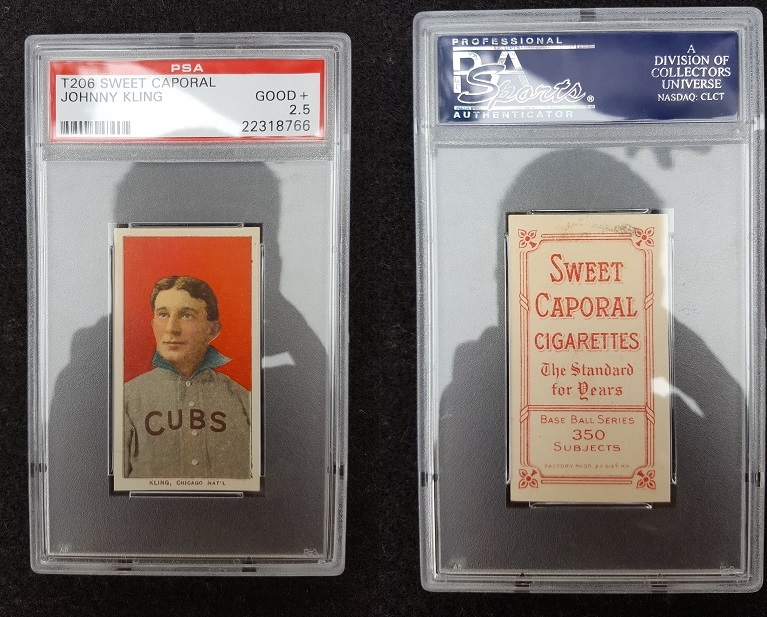 PSA
T206 SWEET CAPORAL
JOHNNY KLING
GOOD +
2.5
22318766
CUBS
KLING, CHICAGO NAT'L
PROFESSIONAL
PSA
Sports®
AUTHENTICATOR
A
DIVISION OF
COLLECTORS
UNIVERSE
NASDAQ: CLCT
SWEET
CAPORAL
CIGARETTES
The Standard
for Years
BASE BALL SERIES
350
SUBJECTS